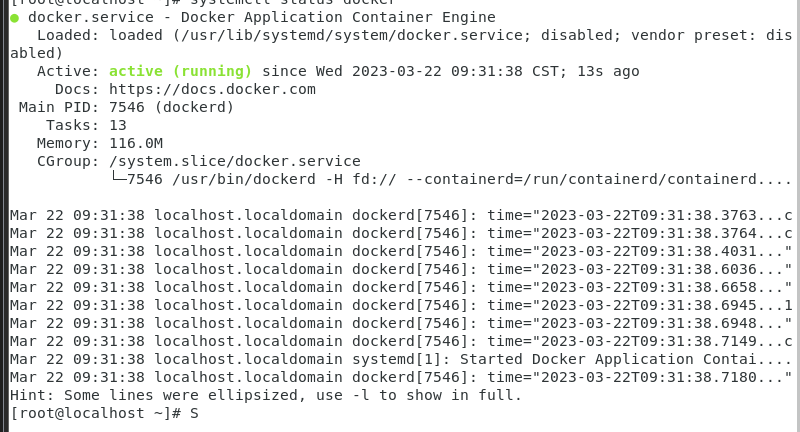 [root@localhost ~]# systemctl status docker
● docker.service - Docker Application Container Engine
   Loaded: loaded (/usr/lib/systemd/system/docker.service; disabled; vendor preset: dis
abled)
   Active: active (running) since Wed 2023-03-22 09:31:38 CST; 13s ago
     Docs: https://docs.docker.com
 Main PID: 7546 (dockerd)
    Tasks: 13
   Memory: 116.0M
   CGroup: /system.slice/docker.service
           └─7546 /usr/bin/dockerd -H fd:// --containerd=/run/containerd/containerd....

Mar 22 09:31:38 localhost.localdomain dockerd[7546]: time="2023-03-22T09:31:38.3763...c
Mar 22 09:31:38 localhost.localdomain dockerd[7546]: time="2023-03-22T09:31:38.3764...c
Mar 22 09:31:38 localhost.localdomain dockerd[7546]: time="2023-03-22T09:31:38.4031..."
Mar 22 09:31:38 localhost.localdomain dockerd[7546]: time="2023-03-22T09:31:38.6036..."
Mar 22 09:31:38 localhost.localdomain dockerd[7546]: time="2023-03-22T09:31:38.6658..."
Mar 22 09:31:38 localhost.localdomain dockerd[7546]: time="2023-03-22T09:31:38.6945...1
Mar 22 09:31:38 localhost.localdomain dockerd[7546]: time="2023-03-22T09:31:38.6948..."
Mar 22 09:31:38 localhost.localdomain dockerd[7546]: time="2023-03-22T09:31:38.7149...c
Mar 22 09:31:38 localhost.localdomain systemd[1]: Started Docker Application Contai....
Mar 22 09:31:38 localhost.localdomain dockerd[7546]: time="2023-03-22T09:31:38.7180..."
Hint: Some lines were ellipsized, use -l to show in full.
[root@localhost ~]# S